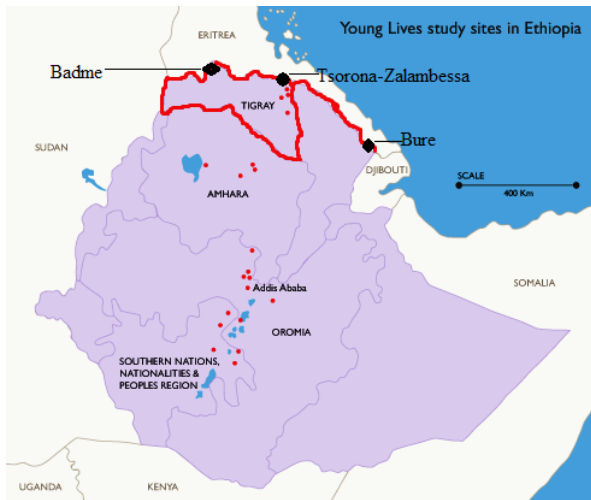 Young Lives study sites in Ethiopia
ERITREA
Badme
Tsorona-Zalambessa
TIGRAY
Bure
SUDAN
DJIBOUTI
SCALE
400 Km
AMHARA
SOMALIA
Addis Ababa
OROMIA
SOUTHERN NATIONS,
NATIONALITIES &
PEOPLES REGION
UGANDA
KENYA